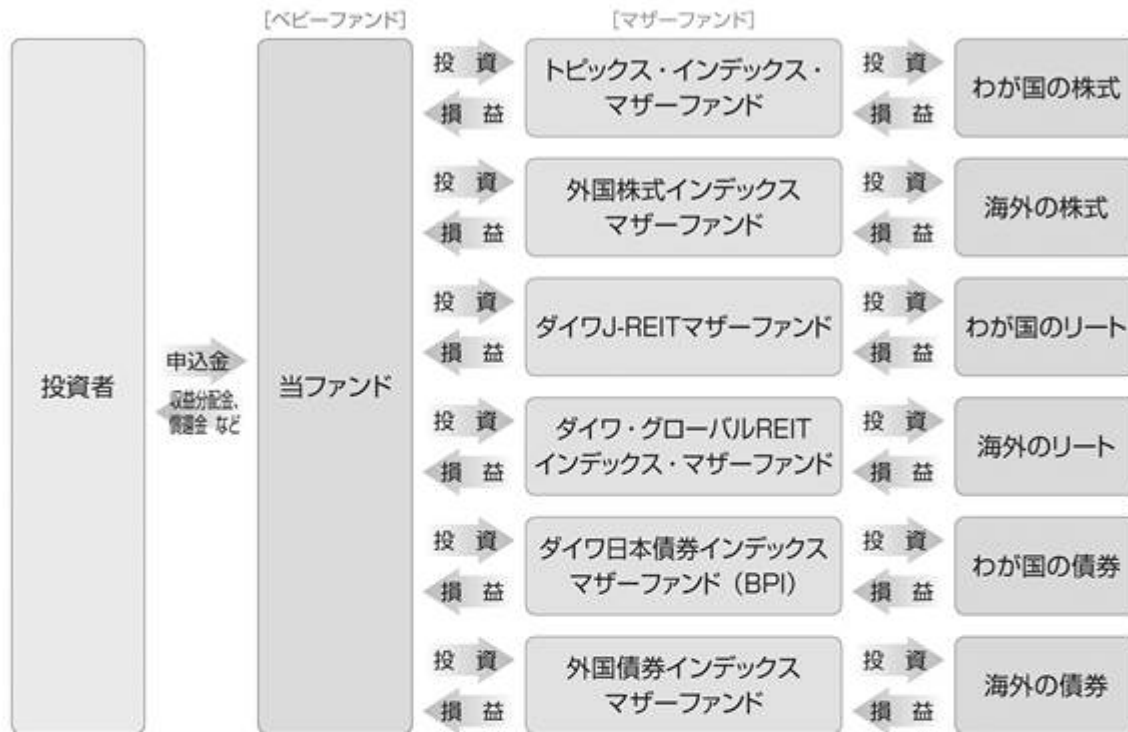 [ベビーファンド]
[マザーファンド]
投資者
申込金
収益分配金、
償還金 など
当ファンド
投 資
損 益
トピックス・インデックス・
マザーファンド
投 資
損 益
わが国の株式
投 資
損 益
外国株式インデックス
マザーファンド
投 資
損 益
海外の株式
投 資
損 益
ダイワJ-REITマザーファンド
投 資
損 益
わが国のリート
投 資
損 益
ダイワ・グローバルREIT
インデックス・マザーファンド
投 資
損 益
海外のリート
投 資
損 益
ダイワ日本債券インデックス
マザーファンド（BPI）
投 資
損 益
わが国の債券
投 資
損 益
外国債券インデックス
マザーファンド
投 資
損 益
海外の債券